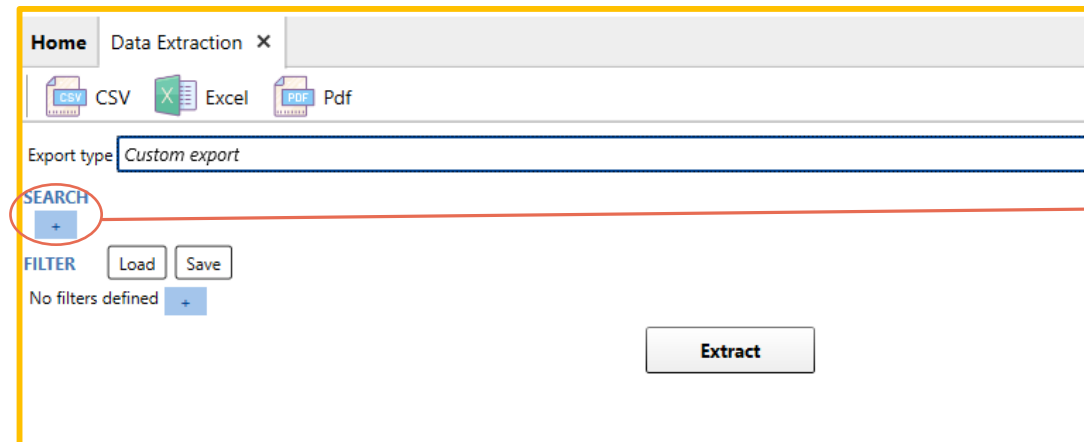 Home Data Extraction ×
CSV CSV Excel PDF Pdf
Export type Custom export
SEARCH
+
FILTER Load Save
No filters defined +
Extract